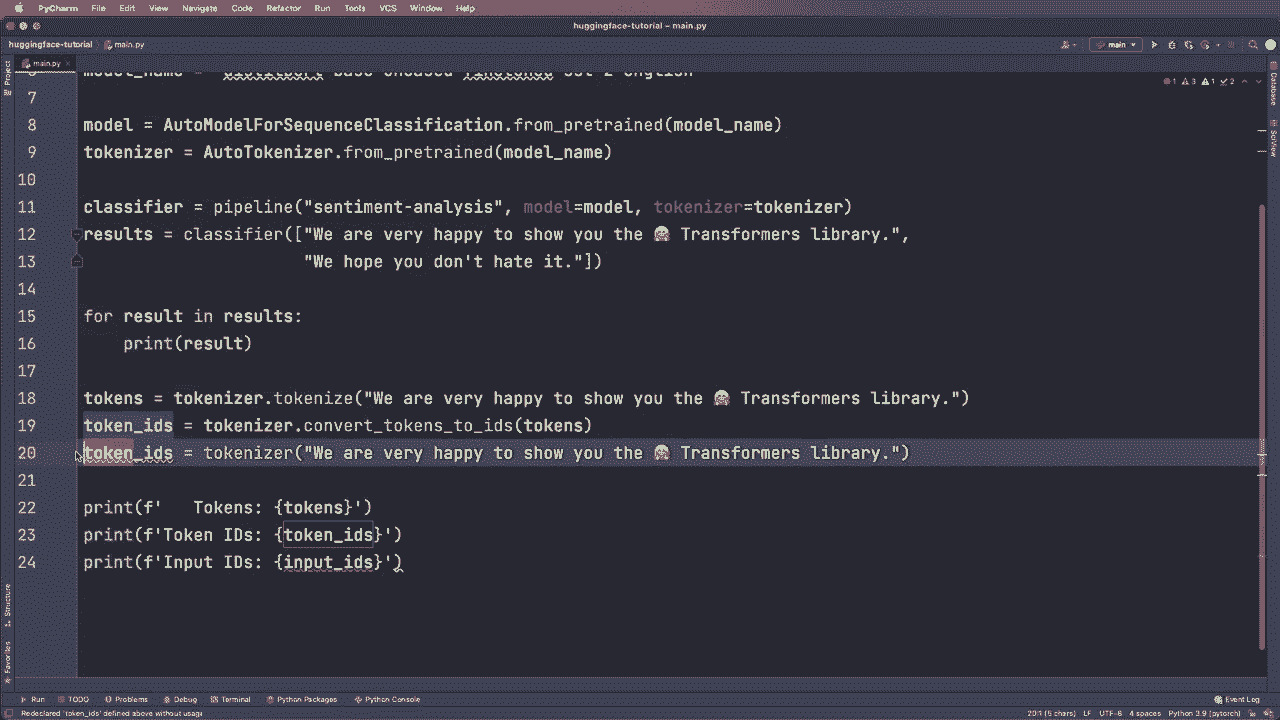 PyCharm File Edit View Navigate Code Refactor Run Tools VCS Window Help
huggingface-tutorial – main.py
huggingface-tutorial main.py
main
main.py
Project
Database
SciView
1 3 1 2
7
8 model = AutoModelForSequenceClassification.from_pretrained(model_name)
9 tokenizer = AutoTokenizer.from_pretrained(model_name)
10
11 classifier = pipeline("sentiment-analysis", model=model, tokenizer=tokenizer)
12 results = classifier(["We are very happy to show you the 🤗 Transformers library.",
13 "We hope you don't hate it."])
14
15 for result in results:
16 print(result)
17
18 tokens = tokenizer.tokenize("We are very happy to show you the 🤗 Transformers library.")
19 token_ids = tokenizer.convert_tokens_to_ids(tokens)
20 token_ids = tokenizer("We are very happy to show you the 🤗 Transformers library.")
21
22 print(f'   Tokens: {tokens}')
23 print(f'Token IDs: {token_ids}')
24 print(f'Input IDs: {input_ids}')
Structure
Favorites
Run TODO Problems Debug Terminal Python Packages Python Console Event Log
Redeclared 'token_ids' defined above without usage 20:1 (5 chars) LF UTF-8 4 spaces Python 3.9 (pytorch)